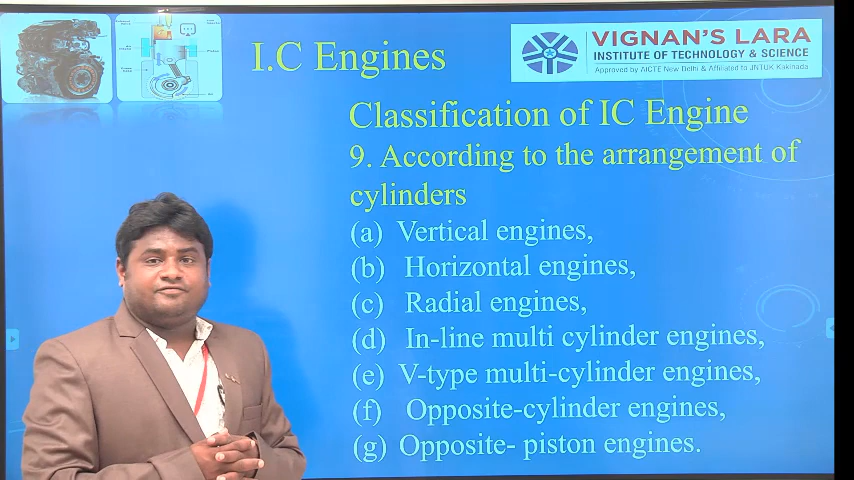 I.C Engines
VIGNAN'S LARA
INSTITUTE OF TECHNOLOGY & SCIENCE
Approved by AICTE New Delhi & Affiliated to JNTUK Kakinada
Classification of IC Engine
9. According to the arrangement of
cylinders
(a) Vertical engines,
(b) Horizontal engines,
(c) Radial engines,
(d) In-line multi cylinder engines,
(e) V-type multi-cylinder engines,
(f) Opposite-cylinder engines,
(g) Opposite- piston engines.